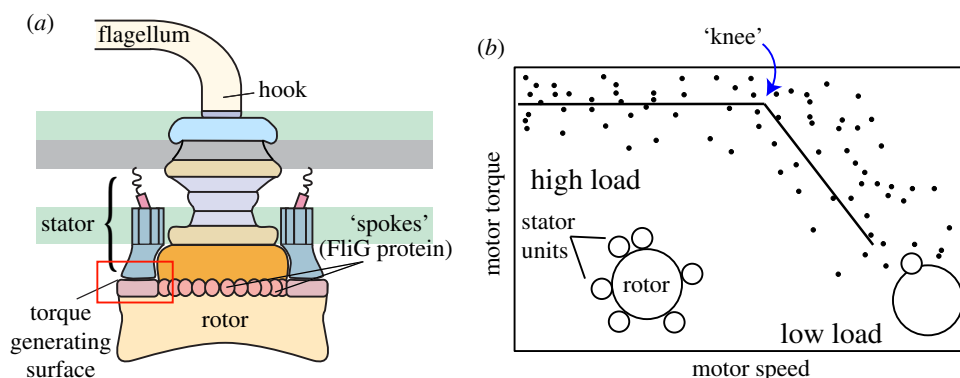 (a)
flagellum
hook
stator
'spokes'
(FliG protein)
torque
generating
surface
rotor
(b)
'knee'
motor torque
high load
stator
units
rotor
low load
motor speed